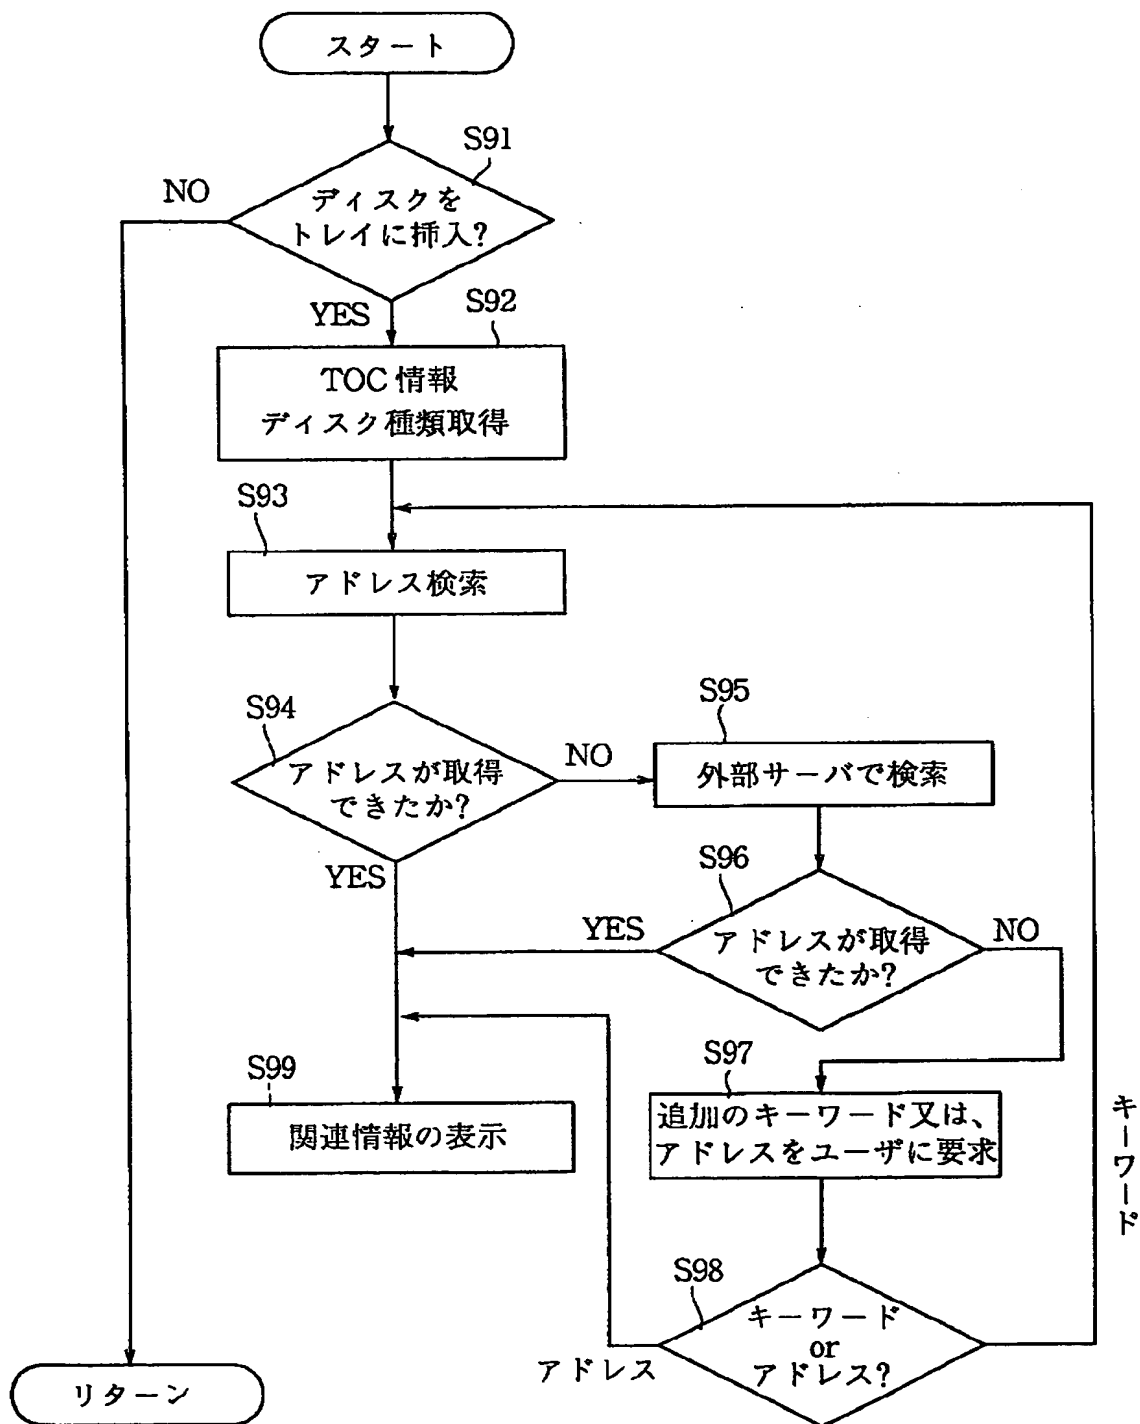 スタート
S91
NO
ディスクを
トレイに挿入?
YES
S92
TOC 情報
ディスク種類取得
S93
アドレス検索
S94
アドレスが取得
できたか?
NO
S95
外部サーバで検索
YES
S96
アドレスが取得
できたか?
YES
NO
S97
追加のキーワード又は、
アドレスをユーザに要求
S99
関連情報の表示
キーワード
S98
キーワード
or
アドレス?
アドレス
リターン